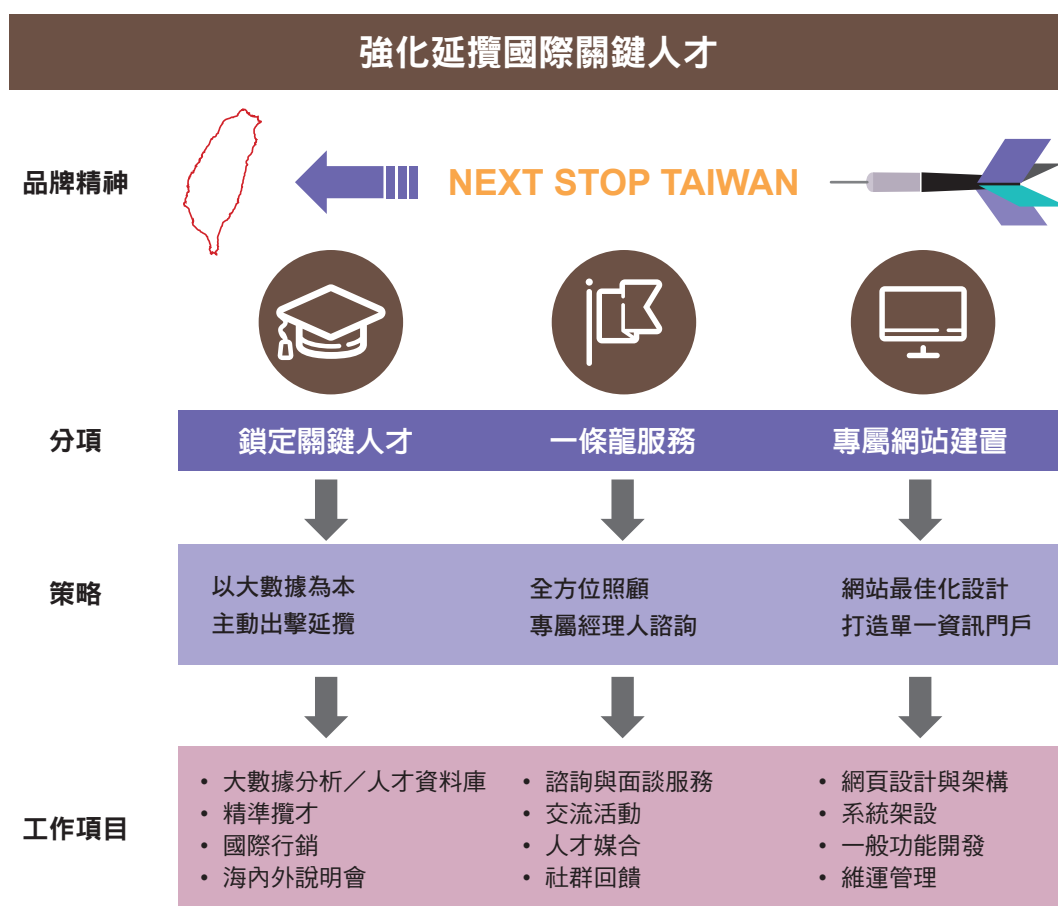 強化延攬國際關鍵人才
品牌精神
NEXT STOP TAIWAN
分項
鎖定關鍵人才
一條龍服務
專屬網站建置
策略
以大數據為本
主動出擊延攬
全方位照顧
專屬經理人諮詢
網站最佳化設計
打造單一資訊門戶
工作項目
• 大數據分析／人才資料庫
• 精準攬才
• 國際行銷
• 海內外說明會
• 諮詢與面談服務
• 交流活動
• 人才媒合
• 社群回饋
• 網頁設計與架構
• 系統架設
• 一般功能開發
• 維運管理